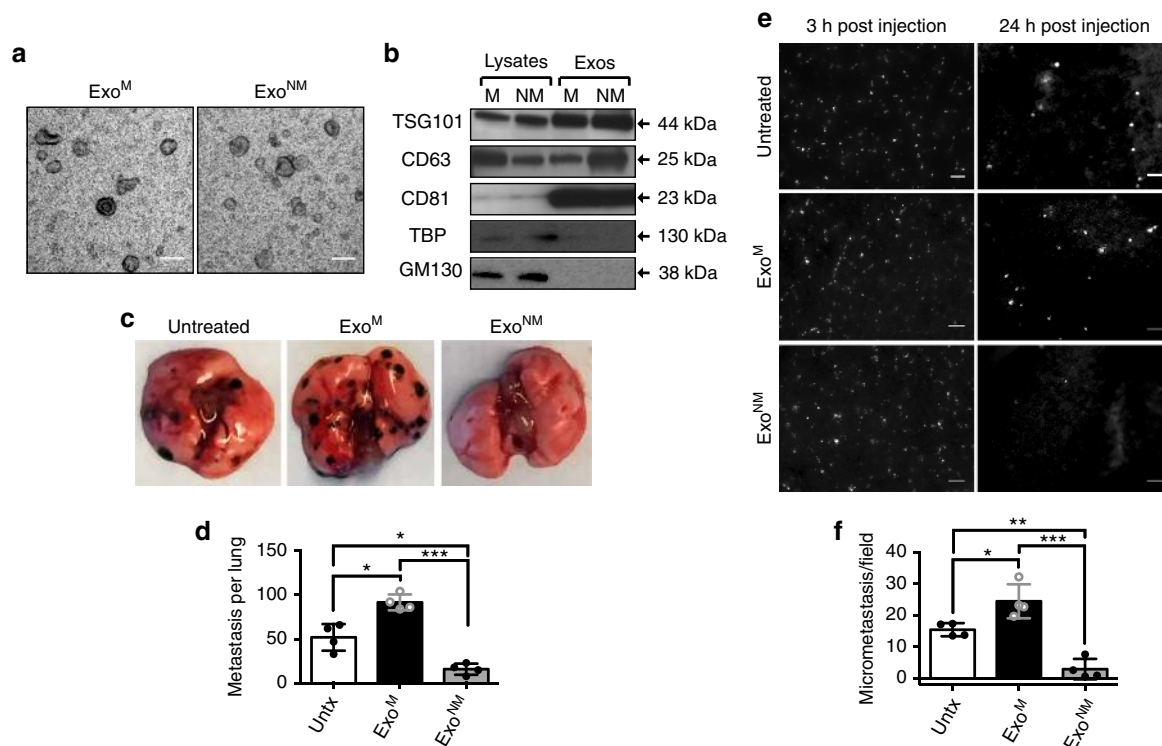 a
Exo^M Exo^NM
b
Lysates Exos
M NM M NM
TSG101 44 kDa
CD63 25 kDa
CD81 23 kDa
TBP 130 kDa
GM130 38 kDa
c
Untreated Exo^M Exo^NM
d
Metastasis per lung
150
100
50
0
* *** *
Untx Exo^M Exo^NM
e
3 h post injection 24 h post injection
Untreated
Exo^M
Exo^NM
f
Micrometastasis/field
40
30
20
10
0
** * ***
Untx Exo^M Exo^NM